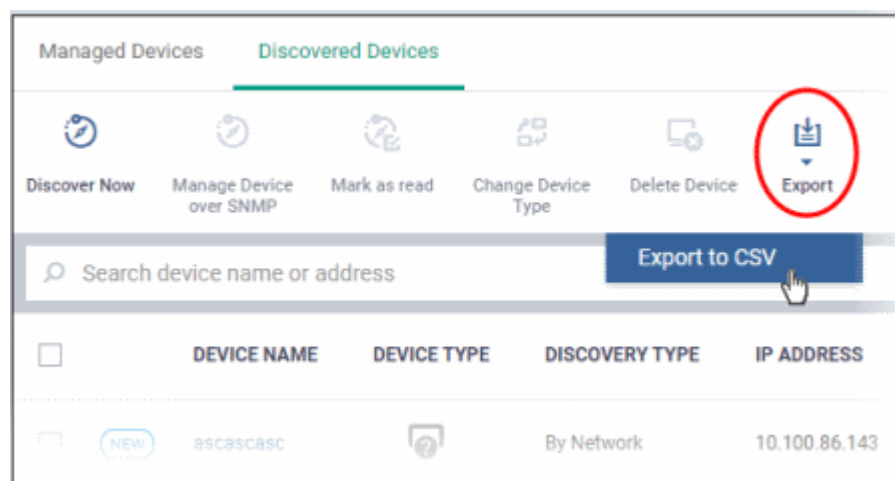 Managed Devices Discovered Devices
Discover Now Manage Device over SNMP Mark as read Change Device Type Delete Device Export
Search device name or address Export to CSV
DEVICE NAME DEVICE TYPE DISCOVERY TYPE IP ADDRESS
NEW ascascasc By Network 10.100.86.143